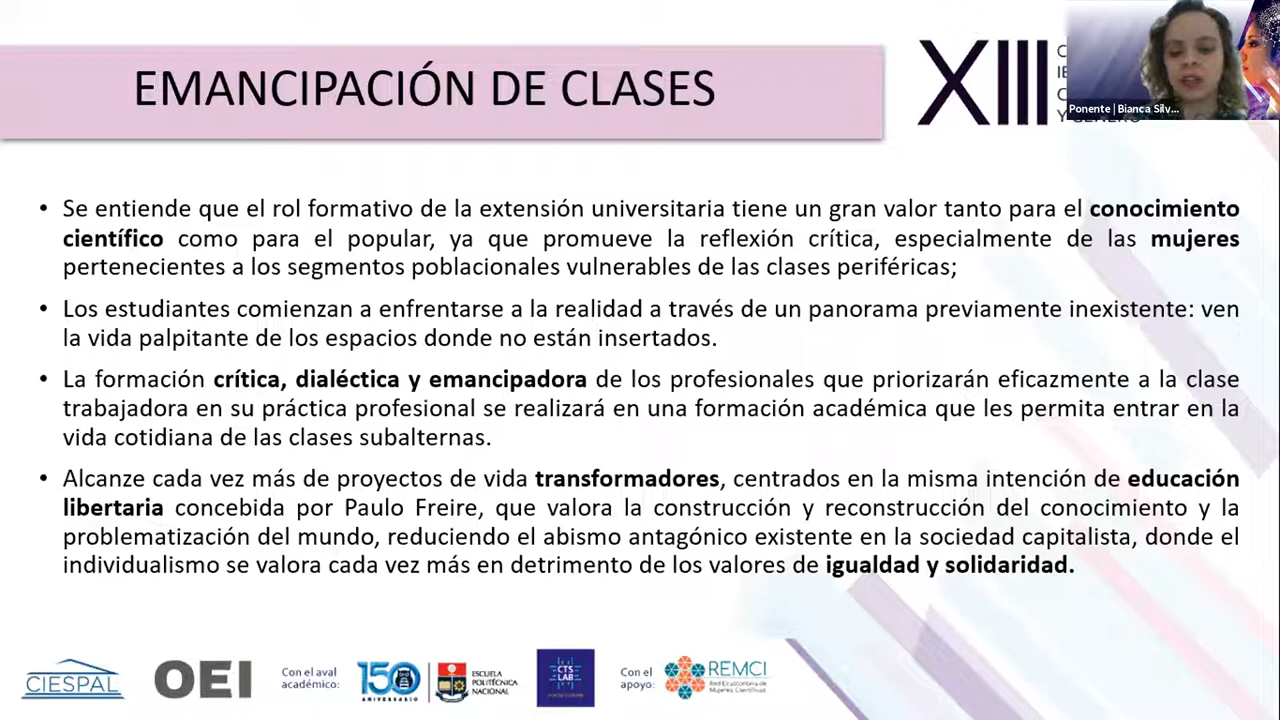 EMANCIPACIÓN DE CLASES
XIII
Y GÉNERO
Ponente | Bianca Silv...
• Se entiende que el rol formativo de la extensión universitaria tiene un gran valor tanto para el conocimiento
científico como para el popular, ya que promueve la reflexión crítica, especialmente de las mujeres
pertenecientes a los segmentos poblacionales vulnerables de las clases periféricas;
• Los estudiantes comienzan a enfrentarse a la realidad a través de un panorama previamente inexistente: ven
la vida palpitante de los espacios donde no están insertados.
• La formación crítica, dialéctica y emancipadora de los profesionales que priorizarán eficazmente a la clase
trabajadora en su práctica profesional se realizará en una formación académica que les permita entrar en la
vida cotidiana de las clases subalternas.
• Alcanze cada vez más de proyectos de vida transformadores, centrados en la misma intención de educación
libertaria concebida por Paulo Freire, que valora la construcción y reconstrucción del conocimiento y la
problematización del mundo, reduciendo el abismo antagónico existente en la sociedad capitalista, donde el
individualismo se valora cada vez más en detrimento de los valores de igualdad y solidaridad.
CIESPAL
OEI
Con el aval
académico:
150
ANIVERSARIO
ESCUELA
POLITÉCNICA
NACIONAL
CTS
LAB
Con el
apoyo:
REMCI
Red Ecuatoriana de
Mujeres Científicas